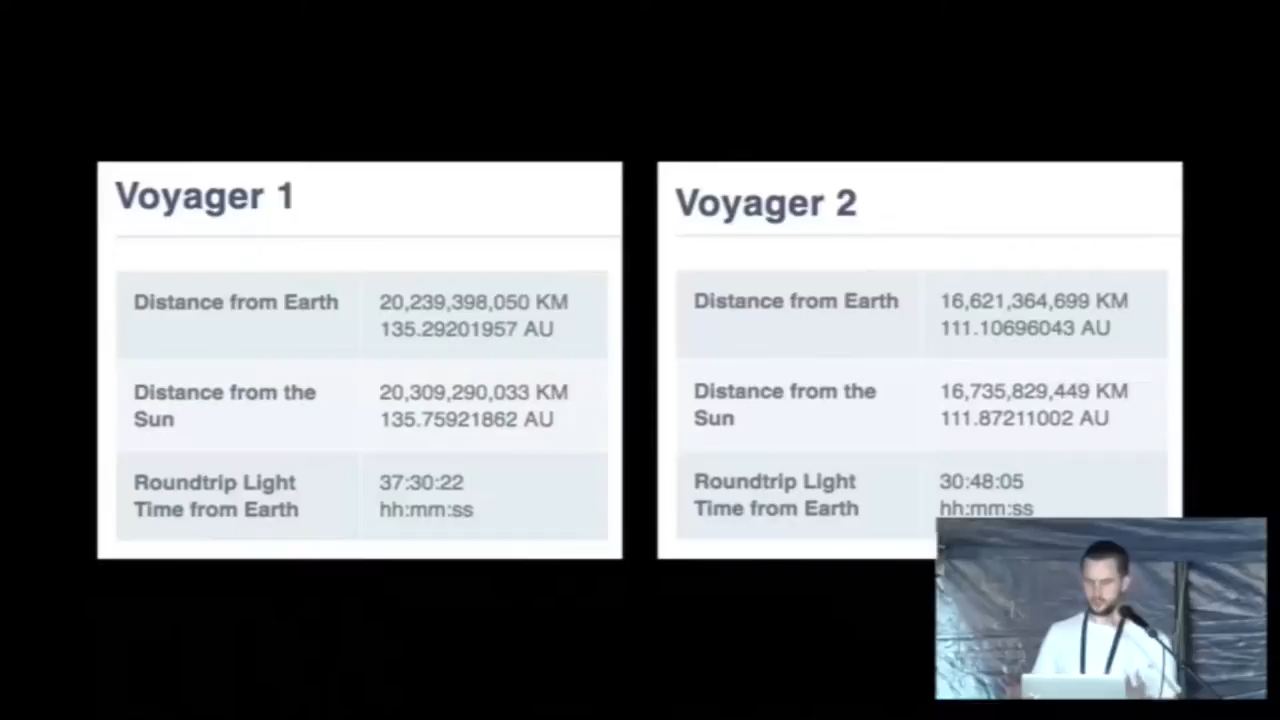 Voyager 1
Distance from Earth
20,239,398,050 KM
135.29201957 AU
Distance from the
Sun
20,309,290,033 KM
135.75921862 AU
Roundtrip Light
Time from Earth
37:30:22
hh:mm:ss
Voyager 2
Distance from Earth
16,621,364,699 KM
111.10696043 AU
Distance from the
Sun
16,735,829,449 KM
111.87211002 AU
Roundtrip Light
Time from Earth
30:48:05
hh:mm:ss